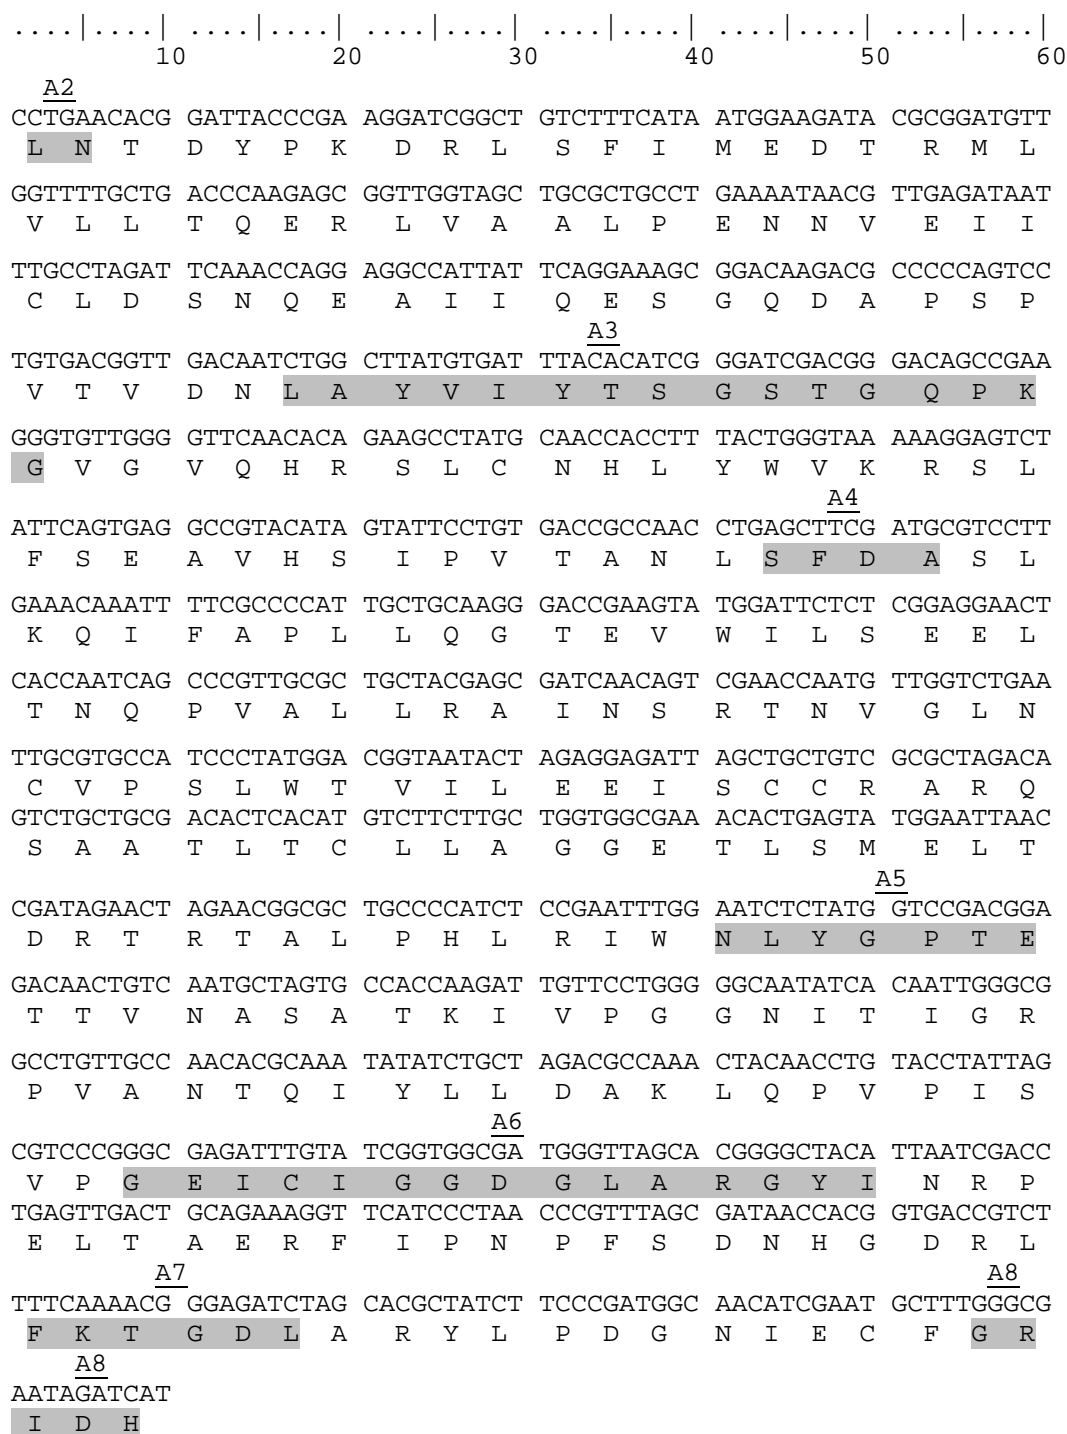 ....|....| ....|....| ....|....| ....|....| ....|....| ....|....|
10 20 30 40 50 60
A2
CCTGAACACG GATTACCCGA AGGATCGGCT GTCTTTCATA ATGGAAGATA CGCGGATGTT
L N T D Y P K D R L S F I M E D T R M L
GGTTTTGCTG ACCCAAGAGC GGTTGGTAGC TGCGCTGCCT GAAAATAACG TTGAGATAAT
V L L T Q E R L V A A L P E N N V E I I
TTGCCTAGAT TCAAACCAGG AGGCCATTAT TCAGGAAAGC GGACAAGACG CCCCCAGTCC
C L D S N Q E A I I Q E S G Q D A P S P
A3
TGTGACGGTT GACAATCTGG CTTATGTGAT TTACACATCG GGATCGACGG GACAGCCGAA
V T V D N L A Y V I Y T S G S T G Q P K
GGGTGTTGGG GTTCAACACA GAAGCCTATG CAACCACCTT TACTGGGTAA AAAGGAGTCT
G V G V Q H R S L C N H L Y W V K R S L
A4
ATTCAGTGAG GCCGTACATA GTATTCCTGT GACCGCCAAC CTGAGCTTCG ATGCGTCCTT
F S E A V H S I P V T A N L S F D A S L
GAAACAAATT TTCGCCCCAT TGCTGCAAGG GACCGAAGTA TGGATTCTCT CGGAGGAACT
K Q I F A P L L Q G T E V W I L S E E L
CACCAATCAG CCCGTTGCGC TGCTACGAGC GATCAACAGT CGAACCAATG TTGGTCTGAA
T N Q P V A L L R A I N S R T N V G L N
TTGCGTGCCA TCCCTATGGA CGGTAATACT AGAGGAGATT AGCTGCTGTC GCGCTAGACA
C V P S L W T V I L E E I S C C R A R Q
GTCTGCTGCG ACACTCACAT GTCTTCTTGC TGGTGGCGAA ACACTGAGTA TGGAATTAAC
S A A T L T C L L A G G E T L S M E L T
A5
CGATAGAACT AGAACGGCGC TGCCCCATCT CCGAATTTGG AATCTCTATG GTCCGACGGA
D R T R T A L P H L R I W N L Y G P T E
GACAACTGTC AATGCTAGTG CCACCAAGAT TGTTCCTGGG GGCAATATCA CAATTGGGCG
T T V N A S A T K I V P G G N I T I G R
GCCTGTTGCC AACACGCAAA TATATCTGCT AGACGCCAAA CTACAACCTG TACCTATTAG
P V A N T Q I Y L L D A K L Q P V P I S
A6
CGTCCCGGGC GAGATTTGTA TCGGTGGCGA TGGGTTAGCA CGGGGCTACA TTAATCGACC
V P G E I C I G G D G L A R G Y I N R P
TGAGTTGACT GCAGAAAGGT TCATCCCTAA CCCGTTTAGC GATAACCACG GTGACCGTCT
E L T A E R F I P N P F S D N H G D R L
A7 A8
TTTCAAAACG GGAGATCTAG CACGCTATCT TCCCGATGGC AACATCGAAT GCTTTGGGCG
F K T G D L A R Y L P D G N I E C F G R
A8
AATAGATCAT
I D H